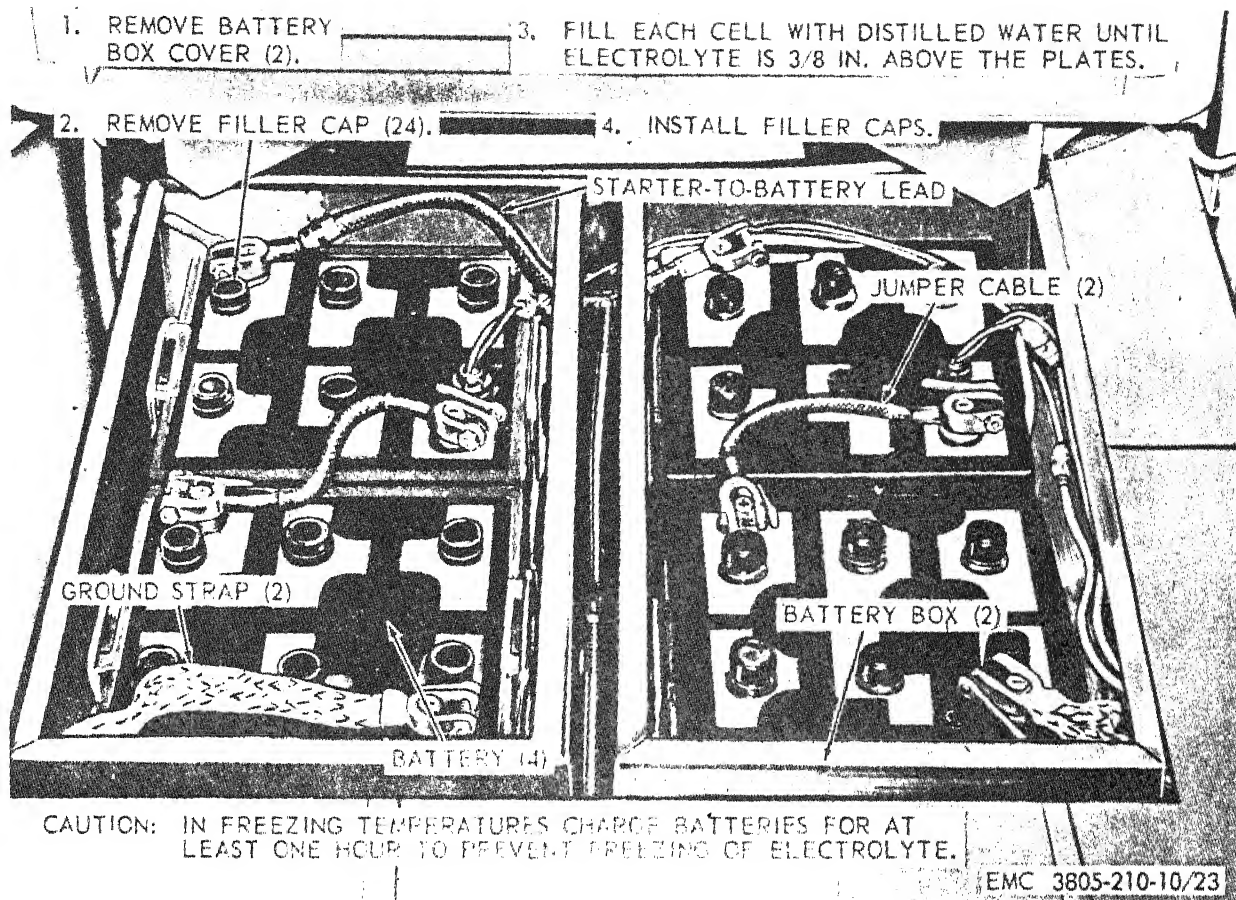 1. REMOVE BATTERY
BOX COVER (2).
3. FILL EACH CELL WITH DISTILLED WATER UNTIL
ELECTROLYTE IS 3/8 IN. ABOVE THE PLATES.
2. REMOVE FILLER CAP (24).
4. INSTALL FILLER CAPS.
STARTER-TO-BATTERY LEAD
JUMPER CABLE (2)
GROUND STRAP (2)
BATTERY BOX (2)
BATTERY (4)
CAUTION: IN FREEZING TEMPERATURES CHARGE BATTERIES FOR AT
LEAST ONE HOUR TO PREVENT FREEZING OF ELECTROLYTE.
EMC 3805-210-10/23